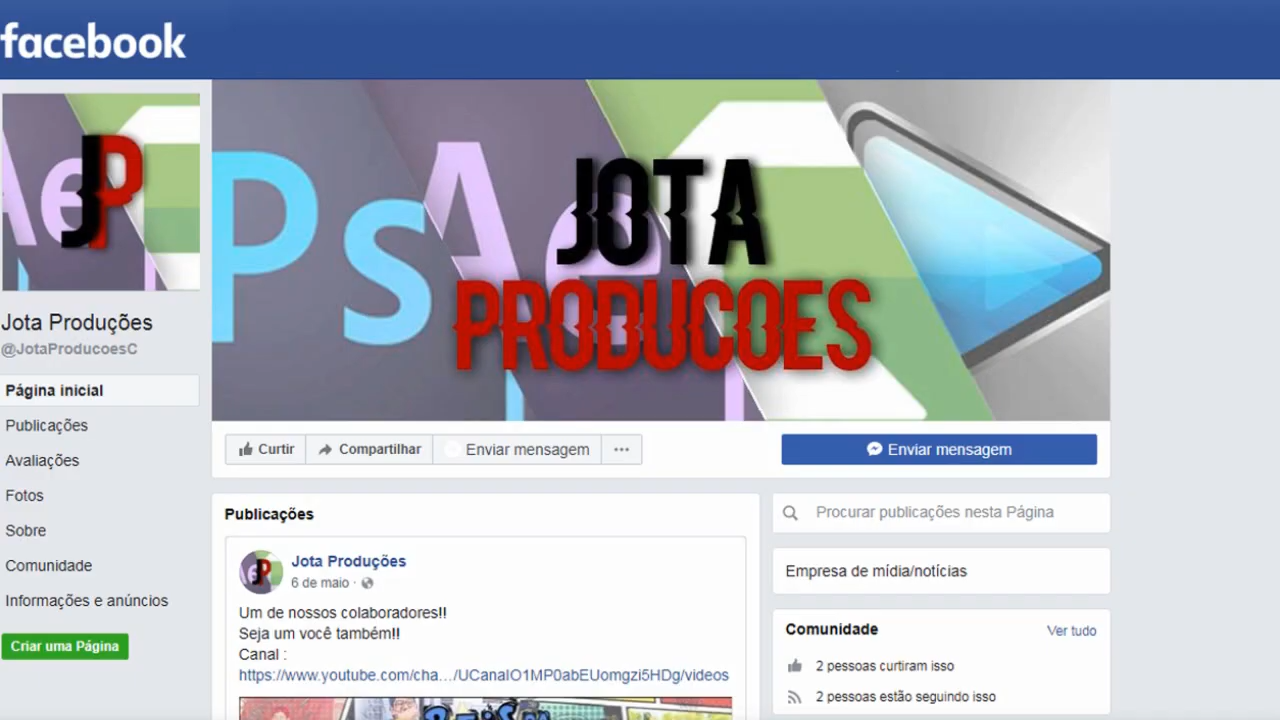 facebook
Ps
Ae
JOTA
PRODUCOES
Ae
JP
Jota Produções
@JotaProducoesC
Página inicial
Publicações
Avaliações
Fotos
Sobre
Comunidade
Informações e anúncios
Criar uma Página
Curtir
Compartilhar
Enviar mensagem
Enviar mensagem
Publicações
Jota Produções
6 de maio
Um de nossos colaboradores!!
Seja um você também!!
Canal :
https://www.youtube.com/cha.../UCanaIO1MP0abEUomgzi5HDg/videos
Procurar publicações nesta Página
Empresa de mídia/notícias
Comunidade
Ver tudo
2 pessoas curtiram isso
2 pessoas estão seguindo isso